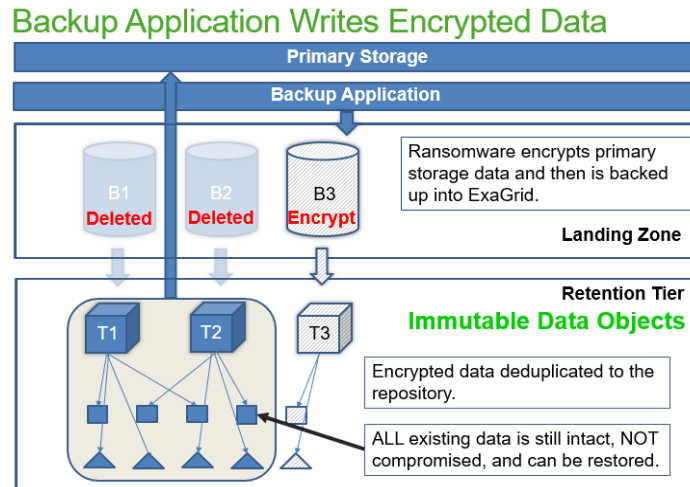 Backup Application Writes Encrypted Data
Primary Storage
Backup Application
B1
Deleted
B2
Deleted
B3
Encrypt
Ransomware encrypts primary
storage data and then is backed
up into ExaGrid.
Landing Zone
Retention Tier
Immutable Data Objects
T1
T2
T3
Encrypted data deduplicated to the
repository.
ALL existing data is still intact, NOT
compromised, and can be restored.